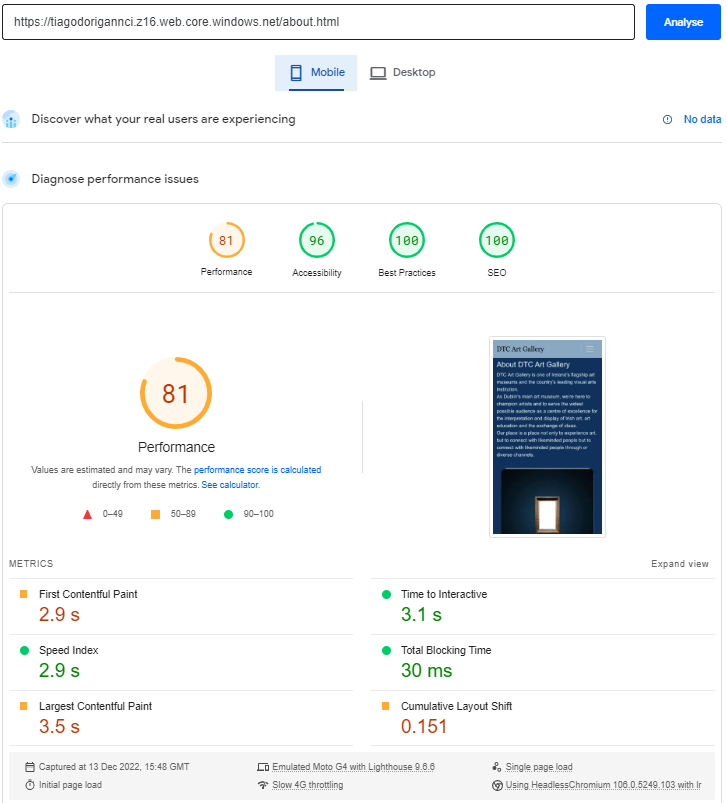 https://tiagodorigannci.z16.web.core.windows.net/about.html
Analyse
Mobile
Desktop
Discover what your real users are experiencing
No data
Diagnose performance issues
81
96
100
100
Performance
Accessibility
Best Practices
SEO
81
Performance
Values are estimated and may vary. The performance score is calculated
directly from these metrics. See calculator.
0–49
50–89
90–100
DTC Art Gallery
About DTC Art Gallery
DTC Art Gallery is one of Ireland's flagship art
museums and the country's leading visual arts
institution.
As Dublin's main art museum, we're here to
champion artists and to serve the widest
possible audience as a centre of excellence for
the interpretation and display of Irish art, art
education and the exchange of ideas.
Our place is a place not only to experience art,
but to connect with likeminded people but to
connect with likeminded people through or
diverse channels.
METRICS
Expand view
First Contentful Paint
2.9 s
Time to Interactive
3.1 s
Speed Index
2.9 s
Total Blocking Time
30 ms
Largest Contentful Paint
3.5 s
Cumulative Layout Shift
0.151
Captured at 13 Dec 2022, 15:48 GMT
Emulated Moto G4 with Lighthouse 9.6.6
Single page load
Initial page load
Slow 4G throttling
Using HeadlessChromium 106.0.5249.103 with lr